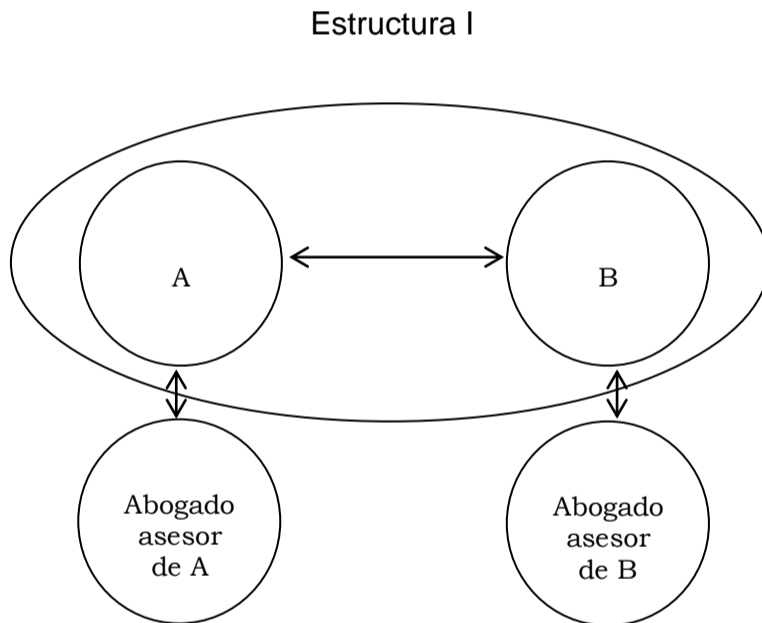 Estructura I
A
B
Abogado
asesor
de A
Abogado
asesor
de B